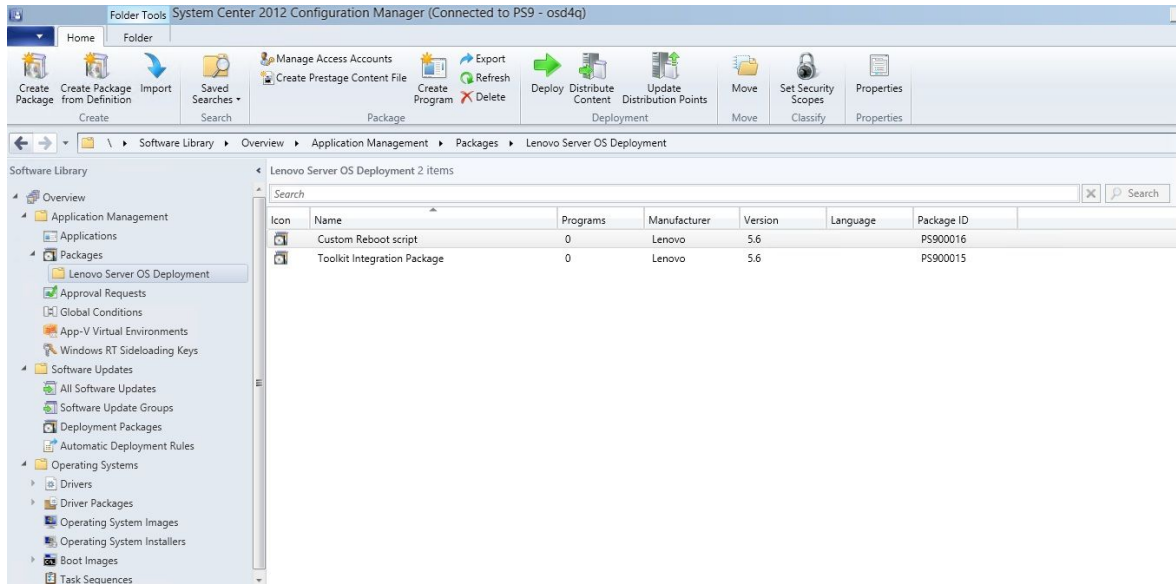 Folder Tools System Center 2012 Configuration Manager (Connected to PS9 - osd4q)
Home Folder
Create Package
Create Package from Definition
Import
Saved Searches
Manage Access Accounts
Create Prestage Content File
Create Program
Export
Refresh
Delete
Deploy
Distribute Content
Update Distribution Points
Move
Set Security Scopes
Properties
Create Search Package Deployment Move Classify Properties
\ Software Library Overview Application Management Packages Lenovo Server OS Deployment
Software Library
Overview
Application Management
Applications
Packages
Lenovo Server OS Deployment
Approval Requests
Global Conditions
App-V Virtual Environments
Windows RT Sideloading Keys
Software Updates
All Software Updates
Software Update Groups
Deployment Packages
Automatic Deployment Rules
Operating Systems
Drivers
Driver Packages
Operating System Images
Operating System Installers
Boot Images
Task Sequences
Lenovo Server OS Deployment 2 items
Search Search
Icon Name Programs Manufacturer Version Language Package ID
Custom Reboot script 0 Lenovo 5.6 PS900016
Toolkit Integration Package 0 Lenovo 5.6 PS900015